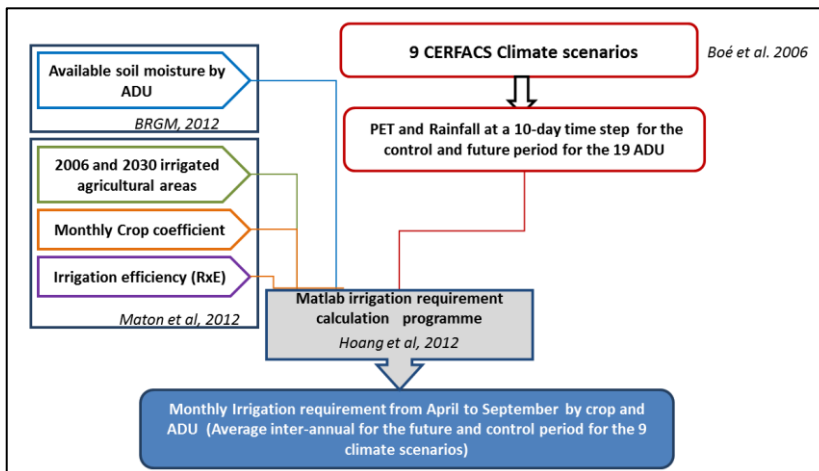 Available soil moisture by
ADU
BRGM, 2012
2006 and 2030 irrigated
agricultural areas
Monthly Crop coefficient
Irrigation efficiency (RxE)
Maton et al, 2012
9 CERFACS Climate scenarios
Boé et al. 2006
PET and Rainfall at a 10-day time step for the
control and future period for the 19 ADU
Matlab irrigation requirement
calculation programme
Hoang et al, 2012
Monthly Irrigation requirement from April to September by crop and
ADU (Average inter-annual for the future and control period for the 9
climate scenarios)